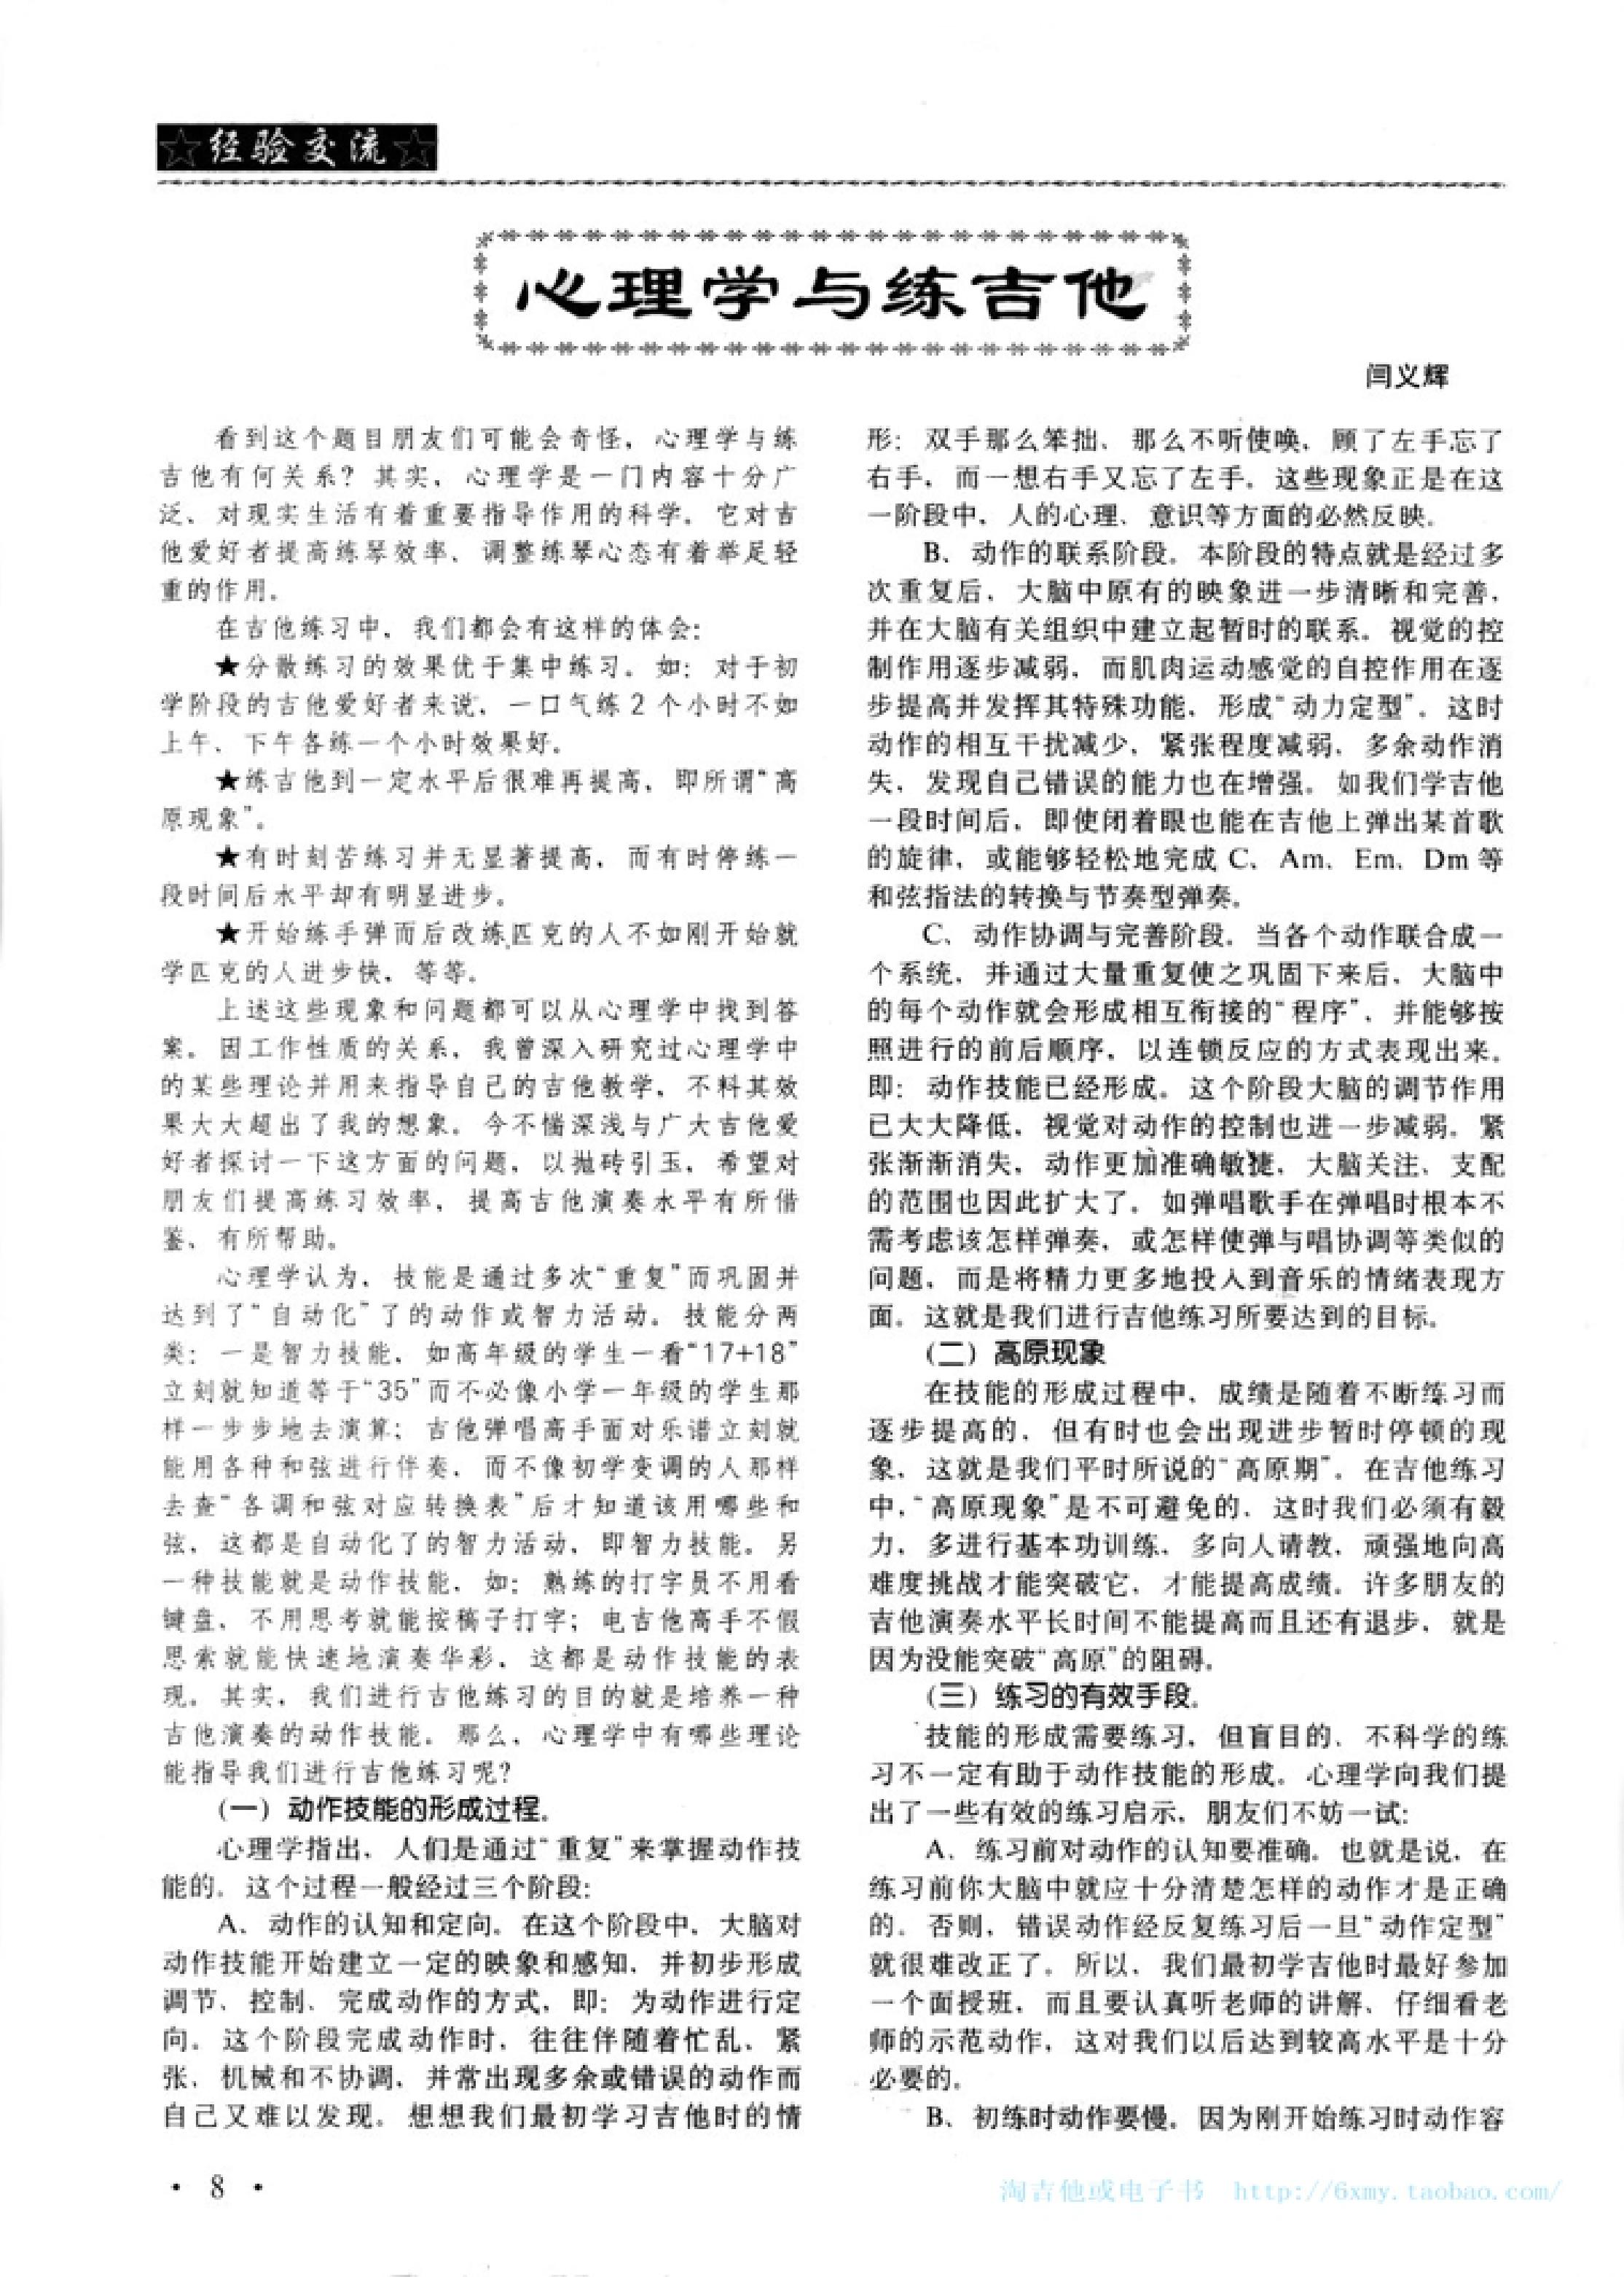 ☆经验交流☆
心理学与练吉他
闫义辉
看到这个题目朋友们可能会奇怪，心理学与练
吉他有何关系？其实，心理学是一门内容十分广
泛、对现实生活有着重要指导作用的科学。它对吉
他爱好者提高练琴效率、调整练琴心态有着举足轻
重的作用。
在吉他练习中，我们都会有这样的体会：
★分散练习的效果优于集中练习。如：对于初
学阶段的吉他爱好者来说，一口气练2个小时不如
上午、下午各练一个小时效果好。
★练吉他到一定水平后很难再提高，即所谓“高
原现象”。
★有时刻苦练习并无显著提高，而有时停练一
段时间后水平却有明显进步。
★开始练手弹而后改练匹克的人不如刚开始就
学匹克的人进步快，等等。
上述这些现象和问题都可以从心理学中找到答
案。因工作性质的关系，我曾深入研究过心理学中
的某些理论并用来指导自己的吉他教学，不料其效
果大大超出了我的想象。今不惴深浅与广大吉他爱
好者探讨一下这方面的问题，以抛砖引玉，希望对
朋友们提高练习效率，提高吉他演奏水平有所借
鉴、有所帮助。
心理学认为，技能是通过多次“重复”而巩固并
达到了“自动化”了的动作或智力活动。技能分两
类：一是智力技能，如高年级的学生一看“17+18”
立刻就知道等于“35”而不必像小学一年级的学生那
样一步步地去演算；吉他弹唱高手面对乐谱立刻就
能用各种和弦进行伴奏，而不像初学变调的人那样
去查“各调和弦对应转换表”后才知道该用哪些和
弦，这都是自动化了的智力活动，即智力技能。另
一种技能就是动作技能，如：熟练的打字员不用看
键盘、不用思考就能按稿子打字；电吉他高手不假
思索就能快速地演奏华彩，这都是动作技能的表
现。其实，我们进行吉他练习的目的就是培养一种
吉他演奏的动作技能。那么，心理学中有哪些理论
能指导我们进行吉他练习呢？
（一）动作技能的形成过程。
心理学指出，人们是通过“重复”来掌握动作技
能的。这个过程一般经过三个阶段：
A、动作的认知和定向。在这个阶段中，大脑对
动作技能开始建立一定的映象和感知，并初步形成
调节、控制、完成动作的方式，即：为动作进行定
向。这个阶段完成动作时，往往伴随着忙乱、紧
张，机械和不协调，并常出现多余或错误的动作而
自己又难以发现。想想我们最初学习吉他时的情
形：双手那么笨拙、那么不听使唤，顾了左手忘了
右手，而一想右手又忘了左手。这些现象正是在这
一阶段中，人的心理、意识等方面的必然反映。
B、动作的联系阶段。本阶段的特点就是经过多
次重复后，大脑中原有的映象进一步清晰和完善，
并在大脑有关组织中建立起暂时的联系。视觉的控
制作用逐步减弱，而肌肉运动感觉的自控作用在逐
步提高并发挥其特殊功能，形成“动力定型”。这时
动作的相互干扰减少，紧张程度减弱，多余动作消
失，发现自己错误的能力也在增强。如我们学吉他
一段时间后，即使闭着眼也能在吉他上弹出某首歌
的旋律，或能够轻松地完成 C、Am、Em、Dm 等
和弦指法的转换与节奏型弹奏。
C、动作协调与完善阶段。当各个动作联合成一
个系统，并通过大量重复使之巩固下来后，大脑中
的每个动作就会形成相互衔接的“程序”，并能够按
照进行的前后顺序，以连锁反应的方式表现出来。
即：动作技能已经形成。这个阶段大脑的调节作用
已大大降低，视觉对动作的控制也进一步减弱。紧
张渐渐消失，动作更加准确敏捷，大脑关注、支配
的范围也因此扩大了。如弹唱歌手在弹唱时根本不
需考虑该怎样弹奏，或怎样使弹与唱协调等类似的
问题，而是将精力更多地投入到音乐的情绪表现方
面。这就是我们进行吉他练习所要达到的目标。
（二）高原现象
在技能的形成过程中，成绩是随着不断练习而
逐步提高的，但有时也会出现进步暂时停顿的现
象，这就是我们平时所说的“高原期”。在吉他练习
中，“高原现象”是不可避免的，这时我们必须有毅
力，多进行基本功训练，多向人请教，顽强地向高
难度挑战才能突破它，才能提高成绩。许多朋友的
吉他演奏水平长时间不能提高而且还有退步，就是
因为没能突破“高原”的阻碍。
（三）练习的有效手段。
技能的形成需要练习，但盲目的、不科学的练
习不一定有助于动作技能的形成。心理学向我们提
出了一些有效的练习启示，朋友们不妨一试：
A、练习前对动作的认知要准确。也就是说，在
练习前你大脑中就应十分清楚怎样的动作才是正确
的。否则，错误动作经反复练习后一旦“动作定型”
就很难改正了。所以，我们最初学吉他时最好参加
一个面授班，而且要认真听老师的讲解、仔细看老
师的示范动作，这对我们以后达到较高水平是十分
必要的。
B、初练时动作要慢。因为刚开始练习时动作容
· 8 ·
淘吉他或电子书 http://6xmy.taobao.com/